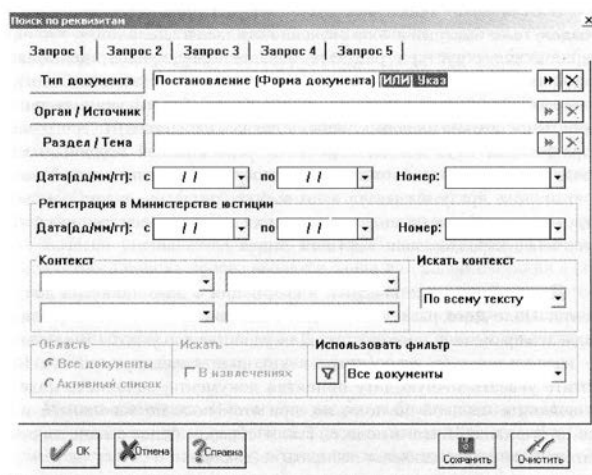 Поиск по реквизитам
Запрос 1 Запрос 2 Запрос 3 Запрос 4 Запрос 5
Тип документа Постановление (Форма документа) [ИЛИ] Указ
Орган / Источник
Раздел / Тема
Дата(дд/мм/гг): с / / по / / Номер:
Регистрация в Министерстве юстиции
Дата(дд/мм/гг): с / / по / / Номер:
Контекст Искать контекст
По всему тексту
Область Искать Использовать фильтр
Все документы В извлечениях Все документы
Активный список
OK Отмена Справка Сохранить Очистить